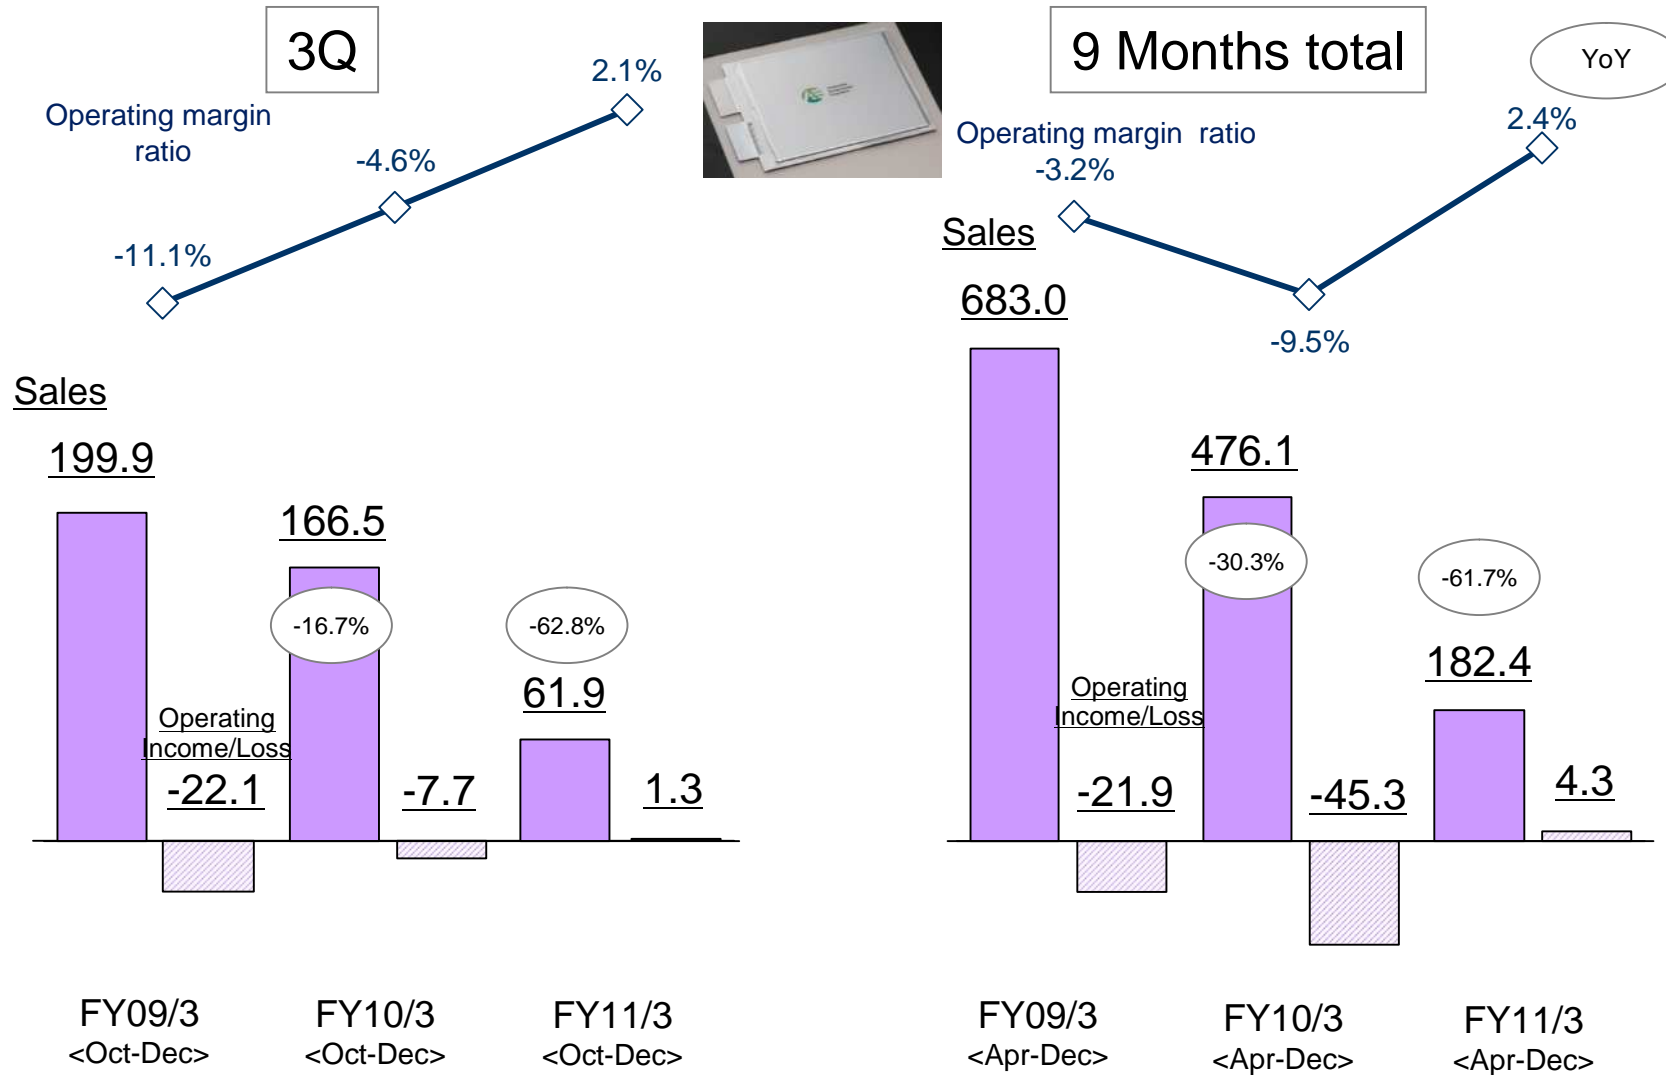 3Q
Operating margin
ratio
-11.1%
-4.6%
2.1%
Sales
199.9
166.5
-16.7%
-62.8%
61.9
Operating
Income/Loss
-22.1
-7.7
1.3
FY09/3
<Oct-Dec>
FY10/3
<Oct-Dec>
FY11/3
<Oct-Dec>
9 Months total
YoY
Operating margin ratio
-3.2%
-9.5%
2.4%
Sales
683.0
476.1
-30.3%
-61.7%
182.4
Operating
Income/Loss
-21.9
-45.3
4.3
FY09/3
<Apr-Dec>
FY10/3
<Apr-Dec>
FY11/3
<Apr-Dec>